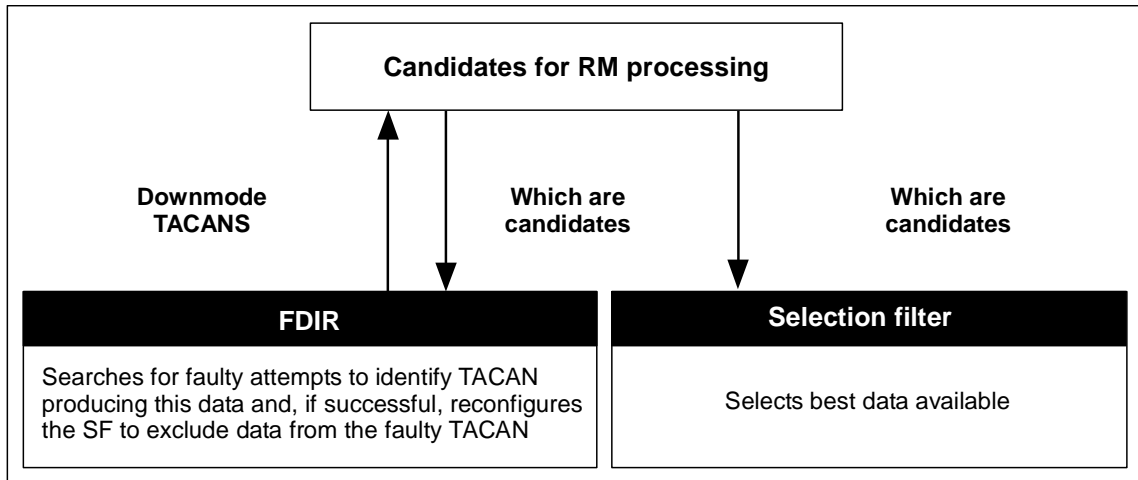 Candidates for RM processing
Downmode
TACANS
Which are
candidates
Which are
candidates
FDIR
Searches for faulty attempts to identify TACAN
producing this data and, if successful, reconfigures
the SF to exclude data from the faulty TACAN
Selection filter
Selects best data available